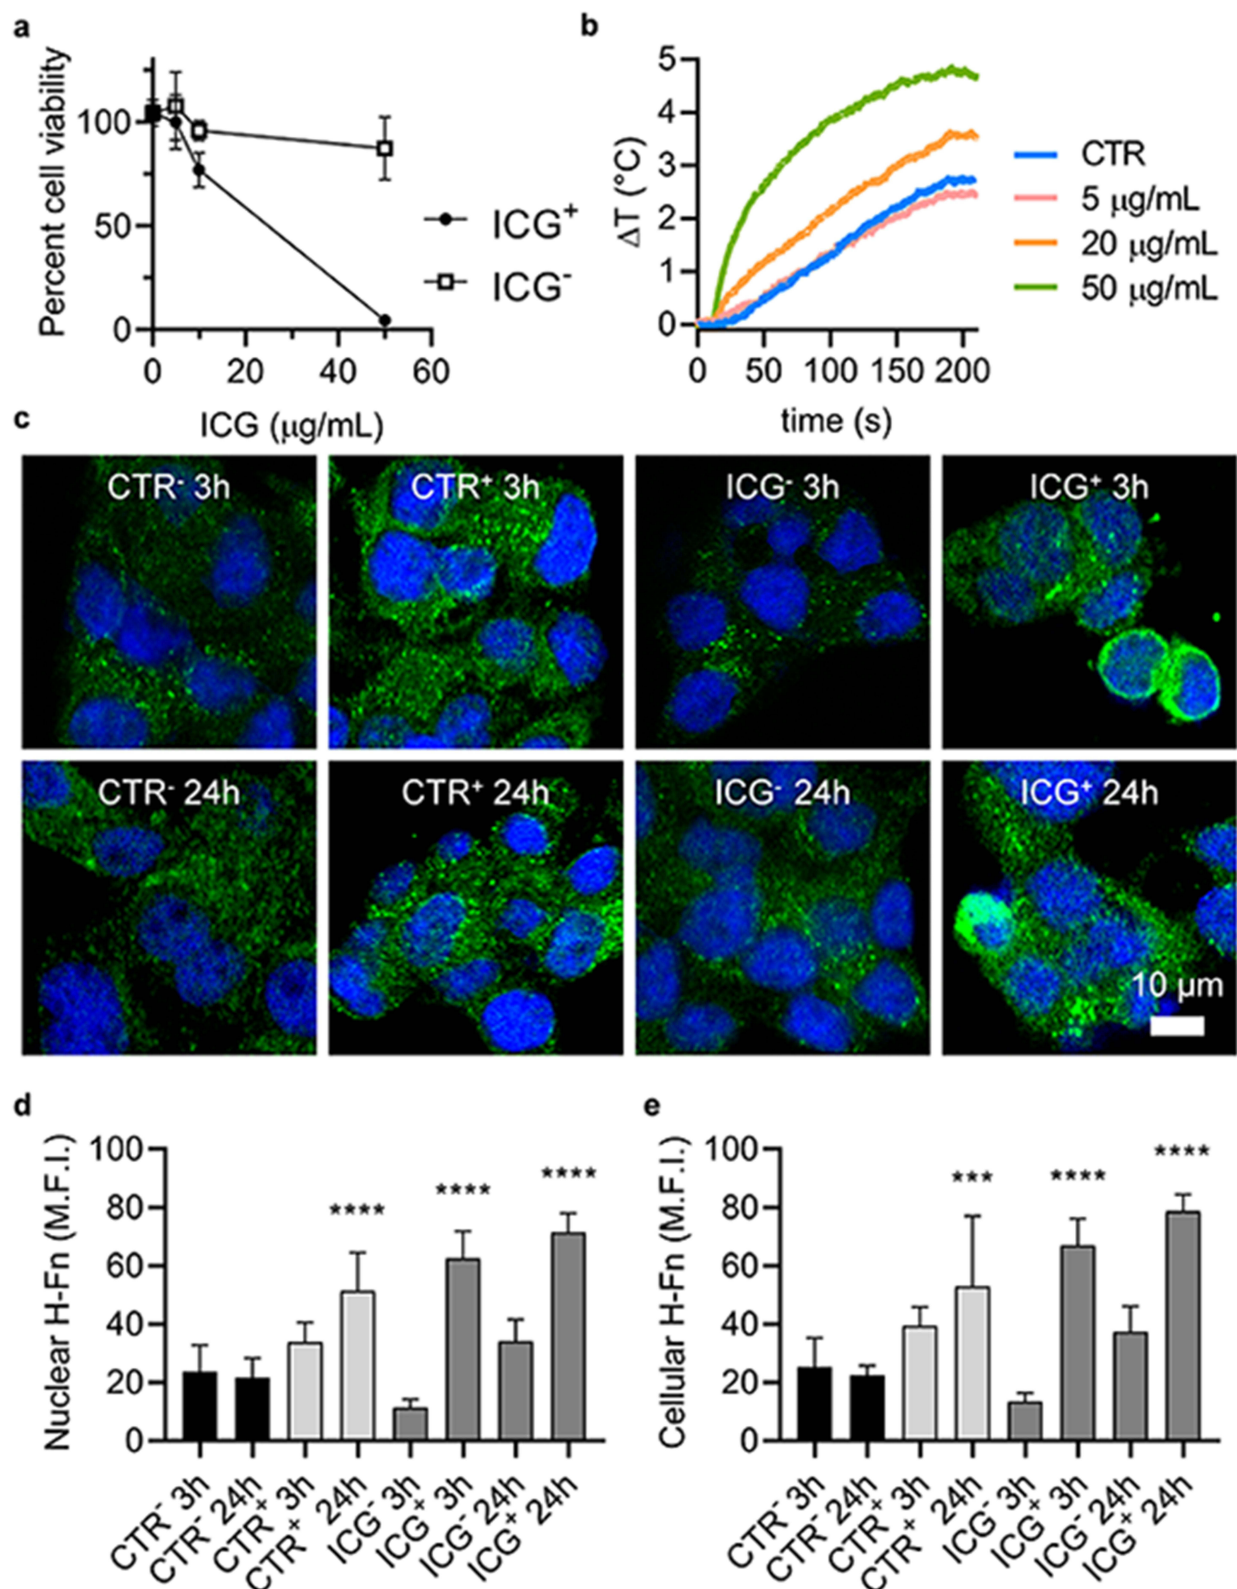 a
Percent cell viability
100
50
0
0 20 40 60
ICG (μg/mL)
ICG⁺
ICG⁻
b
ΔT (°C)
5
4
3
2
1
0
0 50 100 150 200
time (s)
CTR
5 μg/mL
20 μg/mL
50 μg/mL
c
CTR⁻ 3h
CTR⁺ 3h
ICG⁻ 3h
ICG⁺ 3h
CTR⁻ 24h
CTR⁺ 24h
ICG⁻ 24h
ICG⁺ 24h
10 μm
d
Nuclear H-Fn (M.F.I.)
100
80
60
40
20
0
****
****
****
CTR⁻ 3h
CTR⁻ 24h
CTR⁺ 3h
CTR⁺ 24h
ICG⁻ 3h
ICG⁺ 3h
ICG⁻ 24h
ICG⁺ 24h
e
Cellular H-Fn (M.F.I.)
100
80
60
40
20
0
***
****
****
CTR⁻ 3h
CTR⁻ 24h
CTR⁺ 3h
CTR⁺ 24h
ICG⁻ 3h
ICG⁺ 3h
ICG⁻ 24h
ICG⁺ 24h